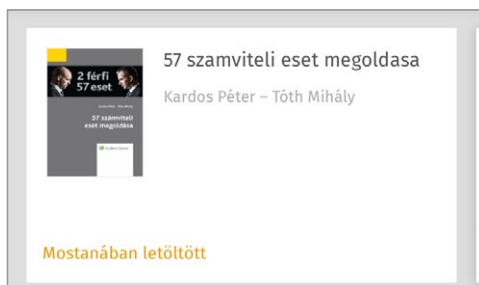 57 szamviteli eset megoldasa
Kardos Péter – Tóth Mihály
2 férfi
57 eset
57 számviteli
eset megoldása
Mostanában letöltött